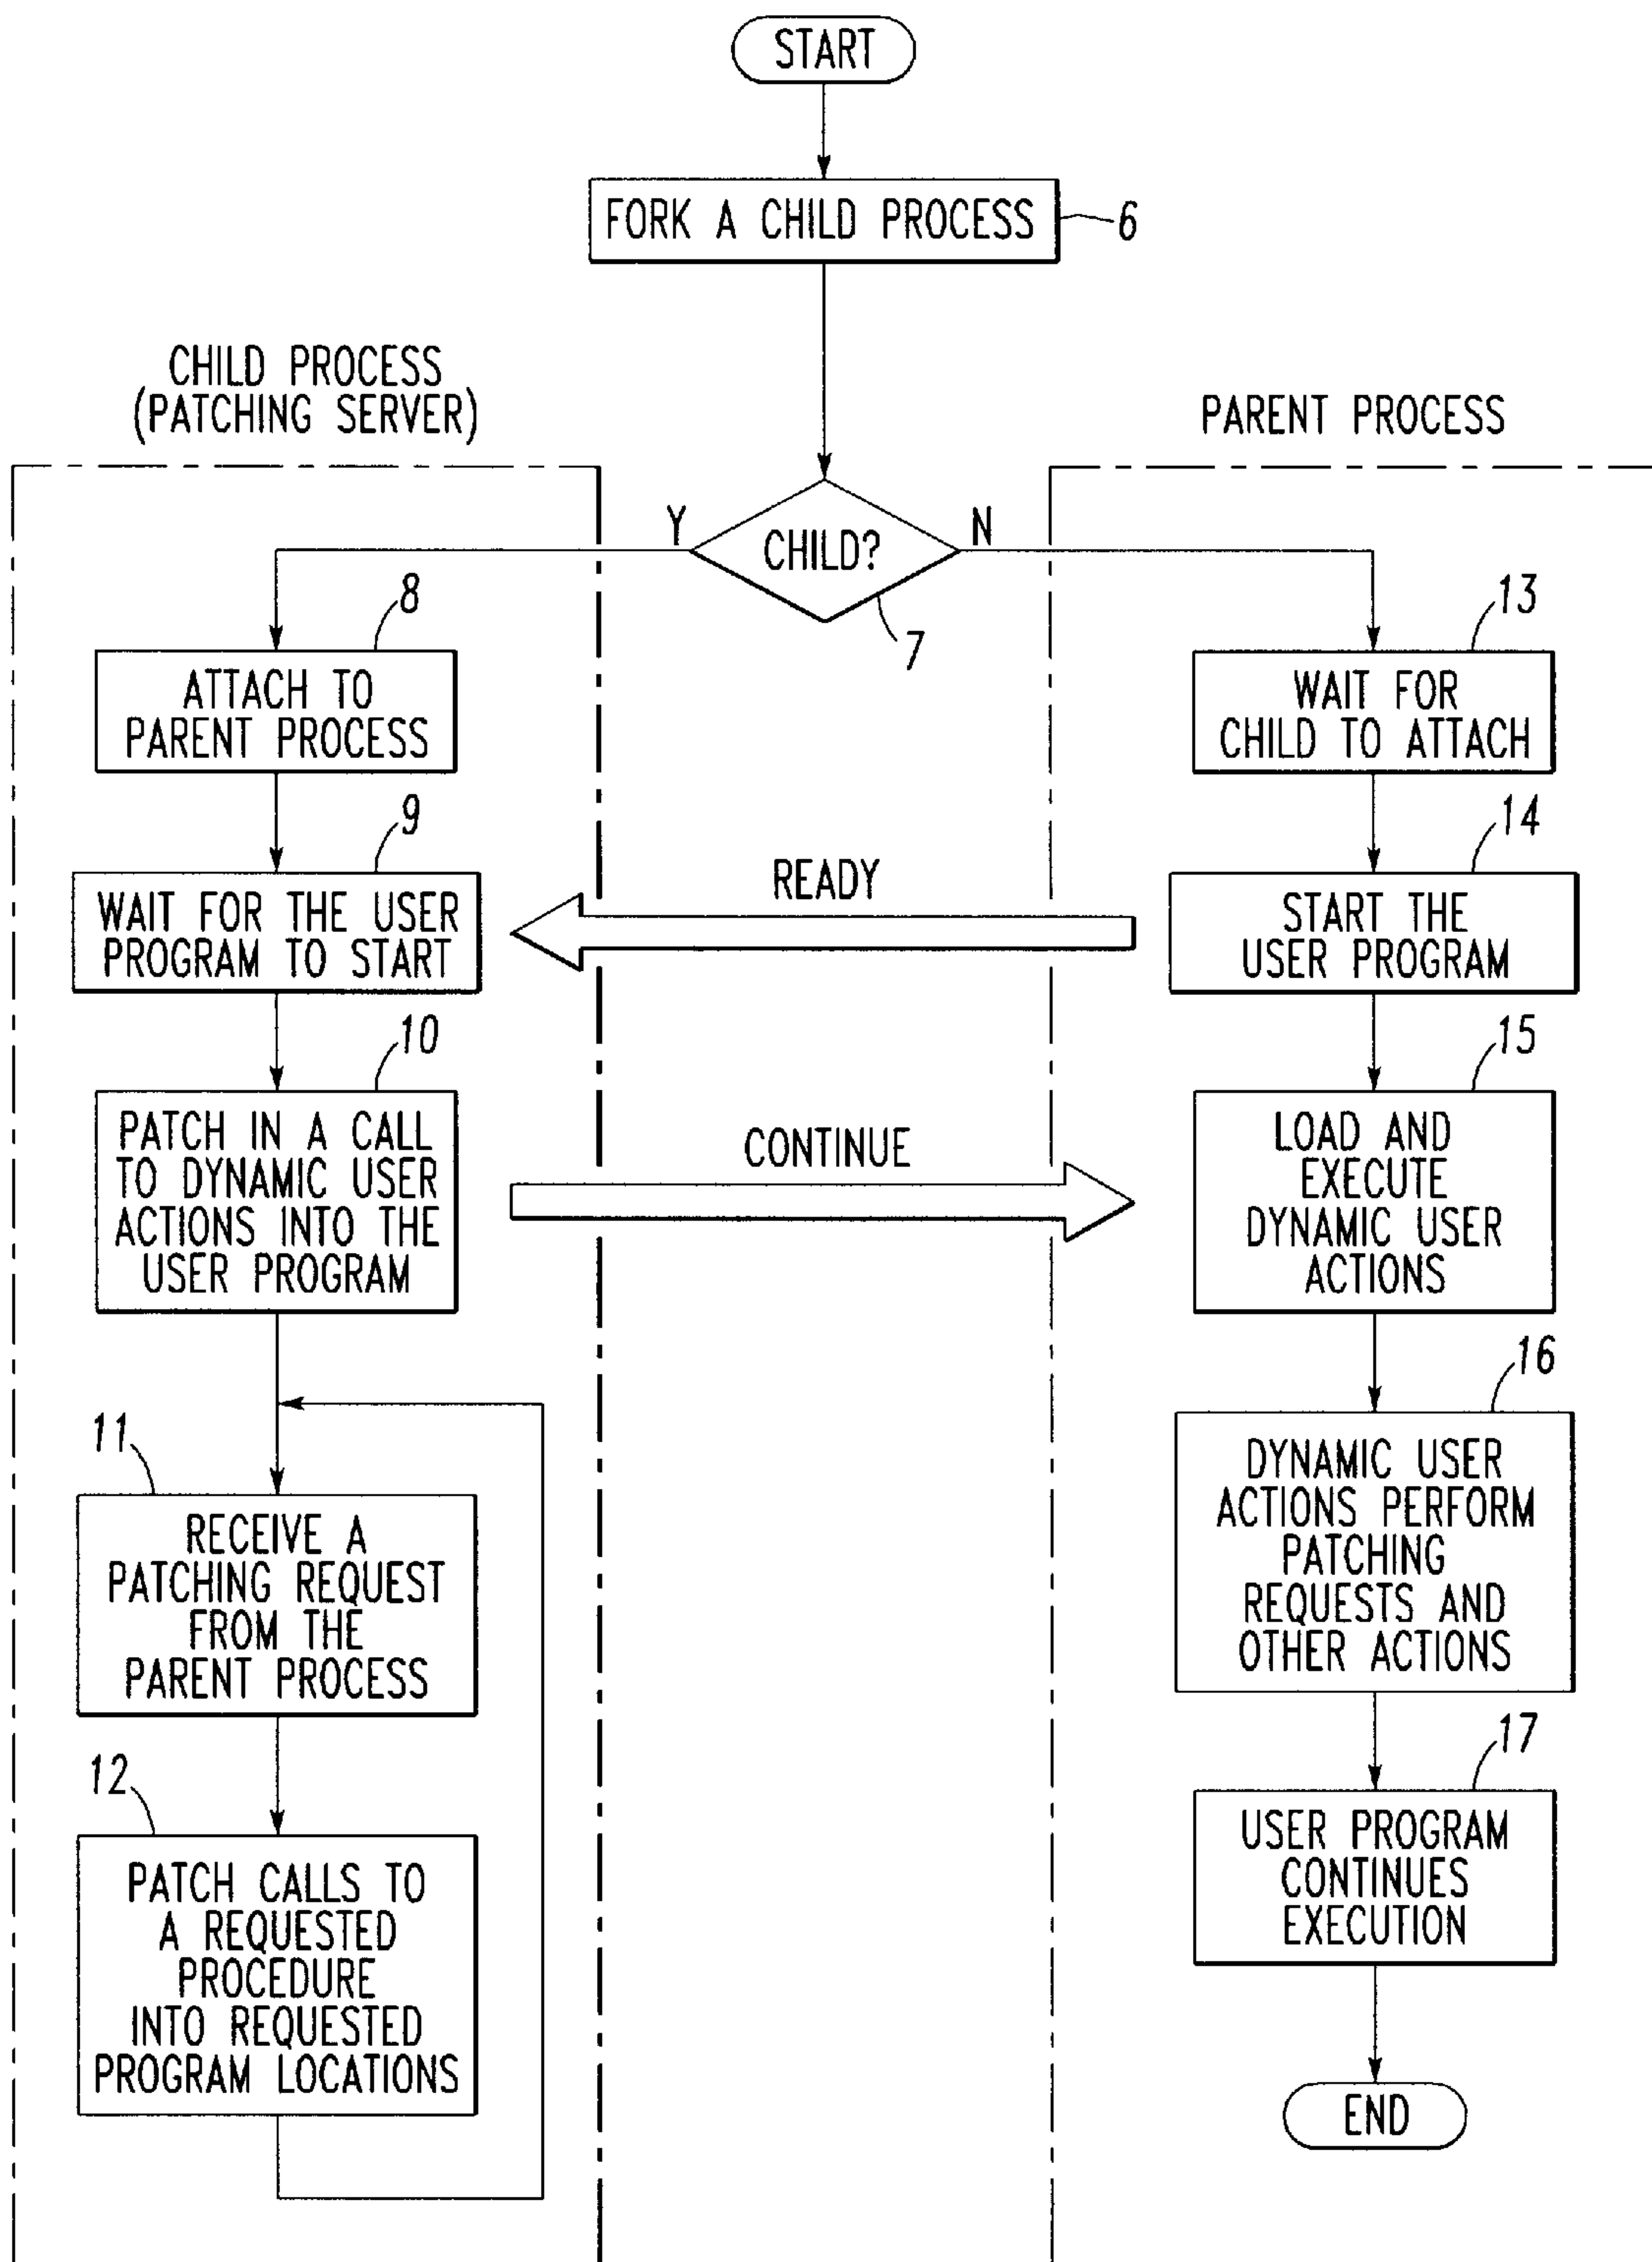 START
FORK A CHILD PROCESS
6
CHILD PROCESS
(PATCHING SERVER)
PARENT PROCESS
Y
CHILD?
N
7
8
ATTACH TO
PARENT PROCESS
9
WAIT FOR THE USER
PROGRAM TO START
10
PATCH IN A CALL
TO DYNAMIC USER
ACTIONS INTO THE
USER PROGRAM
11
RECEIVE A
PATCHING REQUEST
FROM THE
PARENT PROCESS
12
PATCH CALLS TO
A REQUESTED
PROCEDURE
INTO REQUESTED
PROGRAM LOCATIONS
READY
CONTINUE
13
WAIT FOR
CHILD TO ATTACH
14
START THE
USER PROGRAM
15
LOAD AND
EXECUTE
DYNAMIC USER
ACTIONS
16
DYNAMIC USER
ACTIONS PERFORM
PATCHING
REQUESTS AND
OTHER ACTIONS
17
USER PROGRAM
CONTINUES
EXECUTION
END